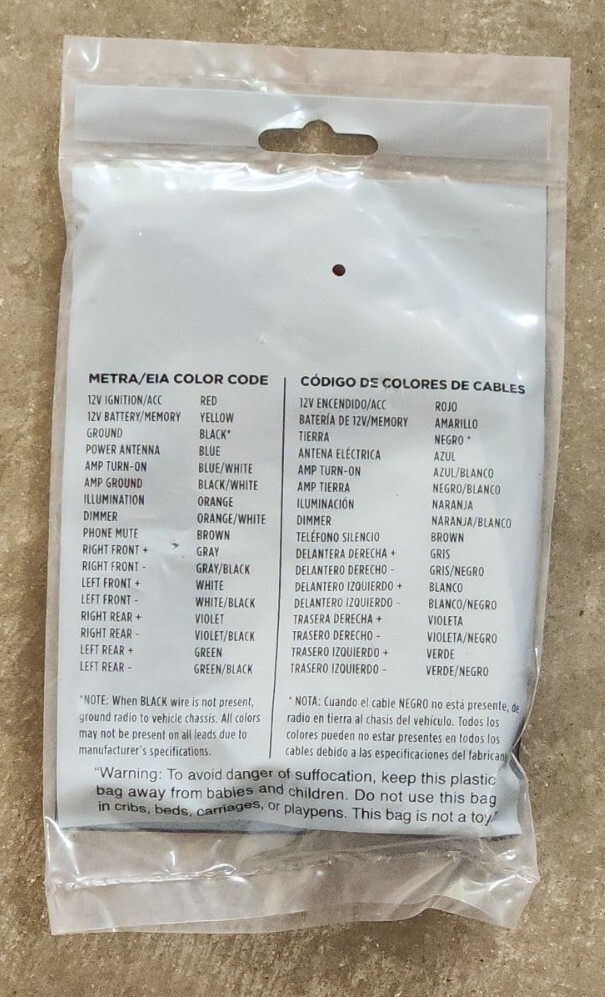 METRA/EIA COLOR CODE
12V IGNITION/ACC RED
12V BATTERY/MEMORY YELLOW
GROUND BLACK*
POWER ANTENNA BLUE
AMP TURN-ON BLUE/WHITE
AMP GROUND BLACK/WHITE
ILLUMINATION ORANGE
DIMMER ORANGE/WHITE
PHONE MUTE BROWN
RIGHT FRONT + GRAY
RIGHT FRONT - GRAY/BLACK
LEFT FRONT + WHITE
LEFT FRONT - WHITE/BLACK
RIGHT REAR + VIOLET
RIGHT REAR - VIOLET/BLACK
LEFT REAR + GREEN
LEFT REAR - GREEN/BLACK
*NOTE: When BLACK wire is not present,
ground radio to vehicle chassis. All colors
may not be present on all leads due to
manufacturer's specifications.
CÓDIGO DE COLORES DE CABLES
12V ENCENDIDO/ACC ROJO
BATERÍA DE 12V/MEMORY AMARILLO
TIERRA NEGRO *
ANTENA ELÉCTRICA AZUL
AMP TURN-ON AZUL/BLANCO
AMP TIERRA NEGRO/BLANCO
ILUMINACIÓN NARANJA
DIMMER NARANJA/BLANCO
TELÉFONO SILENCIO BROWN
DELANTERA DERECHA + GRIS
DELANTERO DERECHO - GRIS/NEGRO
DELANTERO IZQUIERDO + BLANCO
DELANTERO IZQUIERDO - BLANCO/NEGRO
TRASERA DERECHA + VIOLETA
TRASERO DERECHO - VIOLETA/NEGRO
TRASERO IZQUIERDO + VERDE
TRASERO IZQUIERDO - VERDE/NEGRO
* NOTA: Cuando el cable NEGRO no está presente, de
radio en tierra al chasis del vehículo. Todos los
colores pueden no estar presentes en todos los
cables debido a las especificaciones del
"Warning: To avoid danger of suffocation, keep this plastic
bag away from babies and children. Do not use this bag
in cribs, beds, carriages, or playpens. This bag is not a toy"